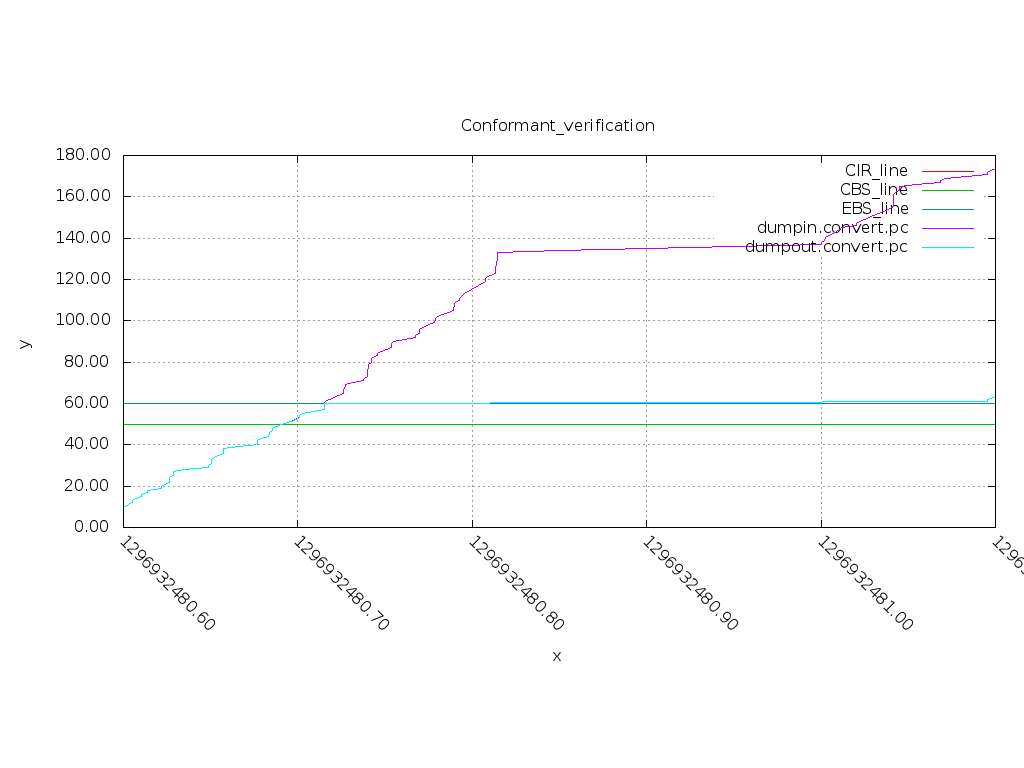 Conformant_verification
180.00
160.00
140.00
120.00
100.00
80.00
60.00
40.00
20.00
0.00
y
CIR_line
CBS_line
EBS_line
dumpin.convert.pc
dumpout.convert.pc
1296932480.60
1296932480.70
1296932480.80
1296932480.90
1296932481.00
1296
x